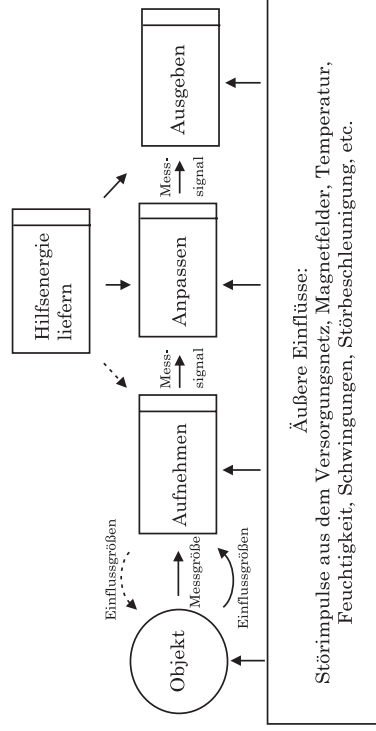 Hilfsenergie
liefern
Einflussgrößen
Objekt
Messgröße
Einflussgrößen
Aufnehmen
Mess-
signal
Anpassen
Mess-
signal
Ausgeben
Äußere Einflüsse:
Störimpulse aus dem Versorgungsnetz, Magnetfelder, Temperatur,
Feuchtigkeit, Schwingungen, Störbeschleunigung, etc.